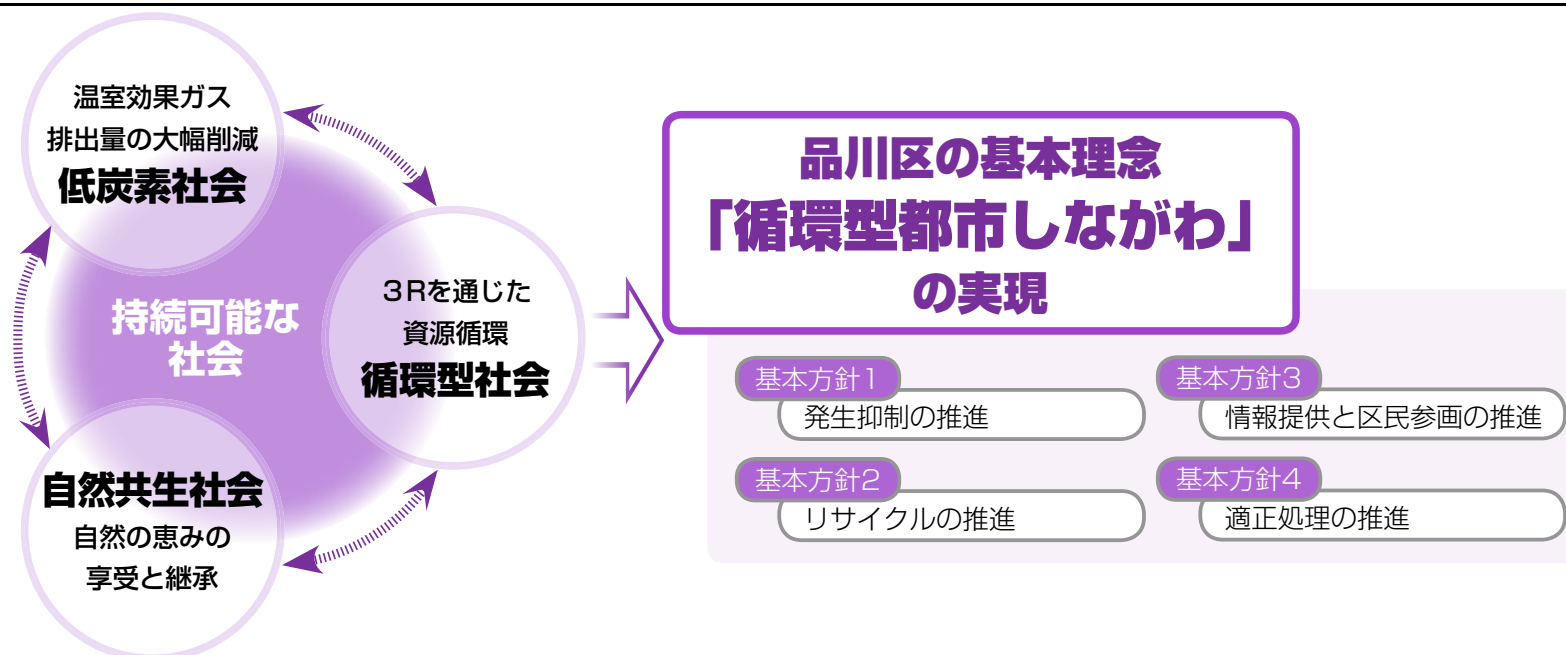 温室効果ガス
排出量の大幅削減
低炭素社会
持続可能な
社会
3Rを通じた
資源循環
循環型社会
自然共生社会
自然の恵みの
享受と継承
品川区の基本理念
「循環型都市しながわ」
の実現
基本方針1
発生抑制の推進
基本方針2
リサイクルの推進
基本方針3
情報提供と区民参画の推進
基本方針4
適正処理の推進